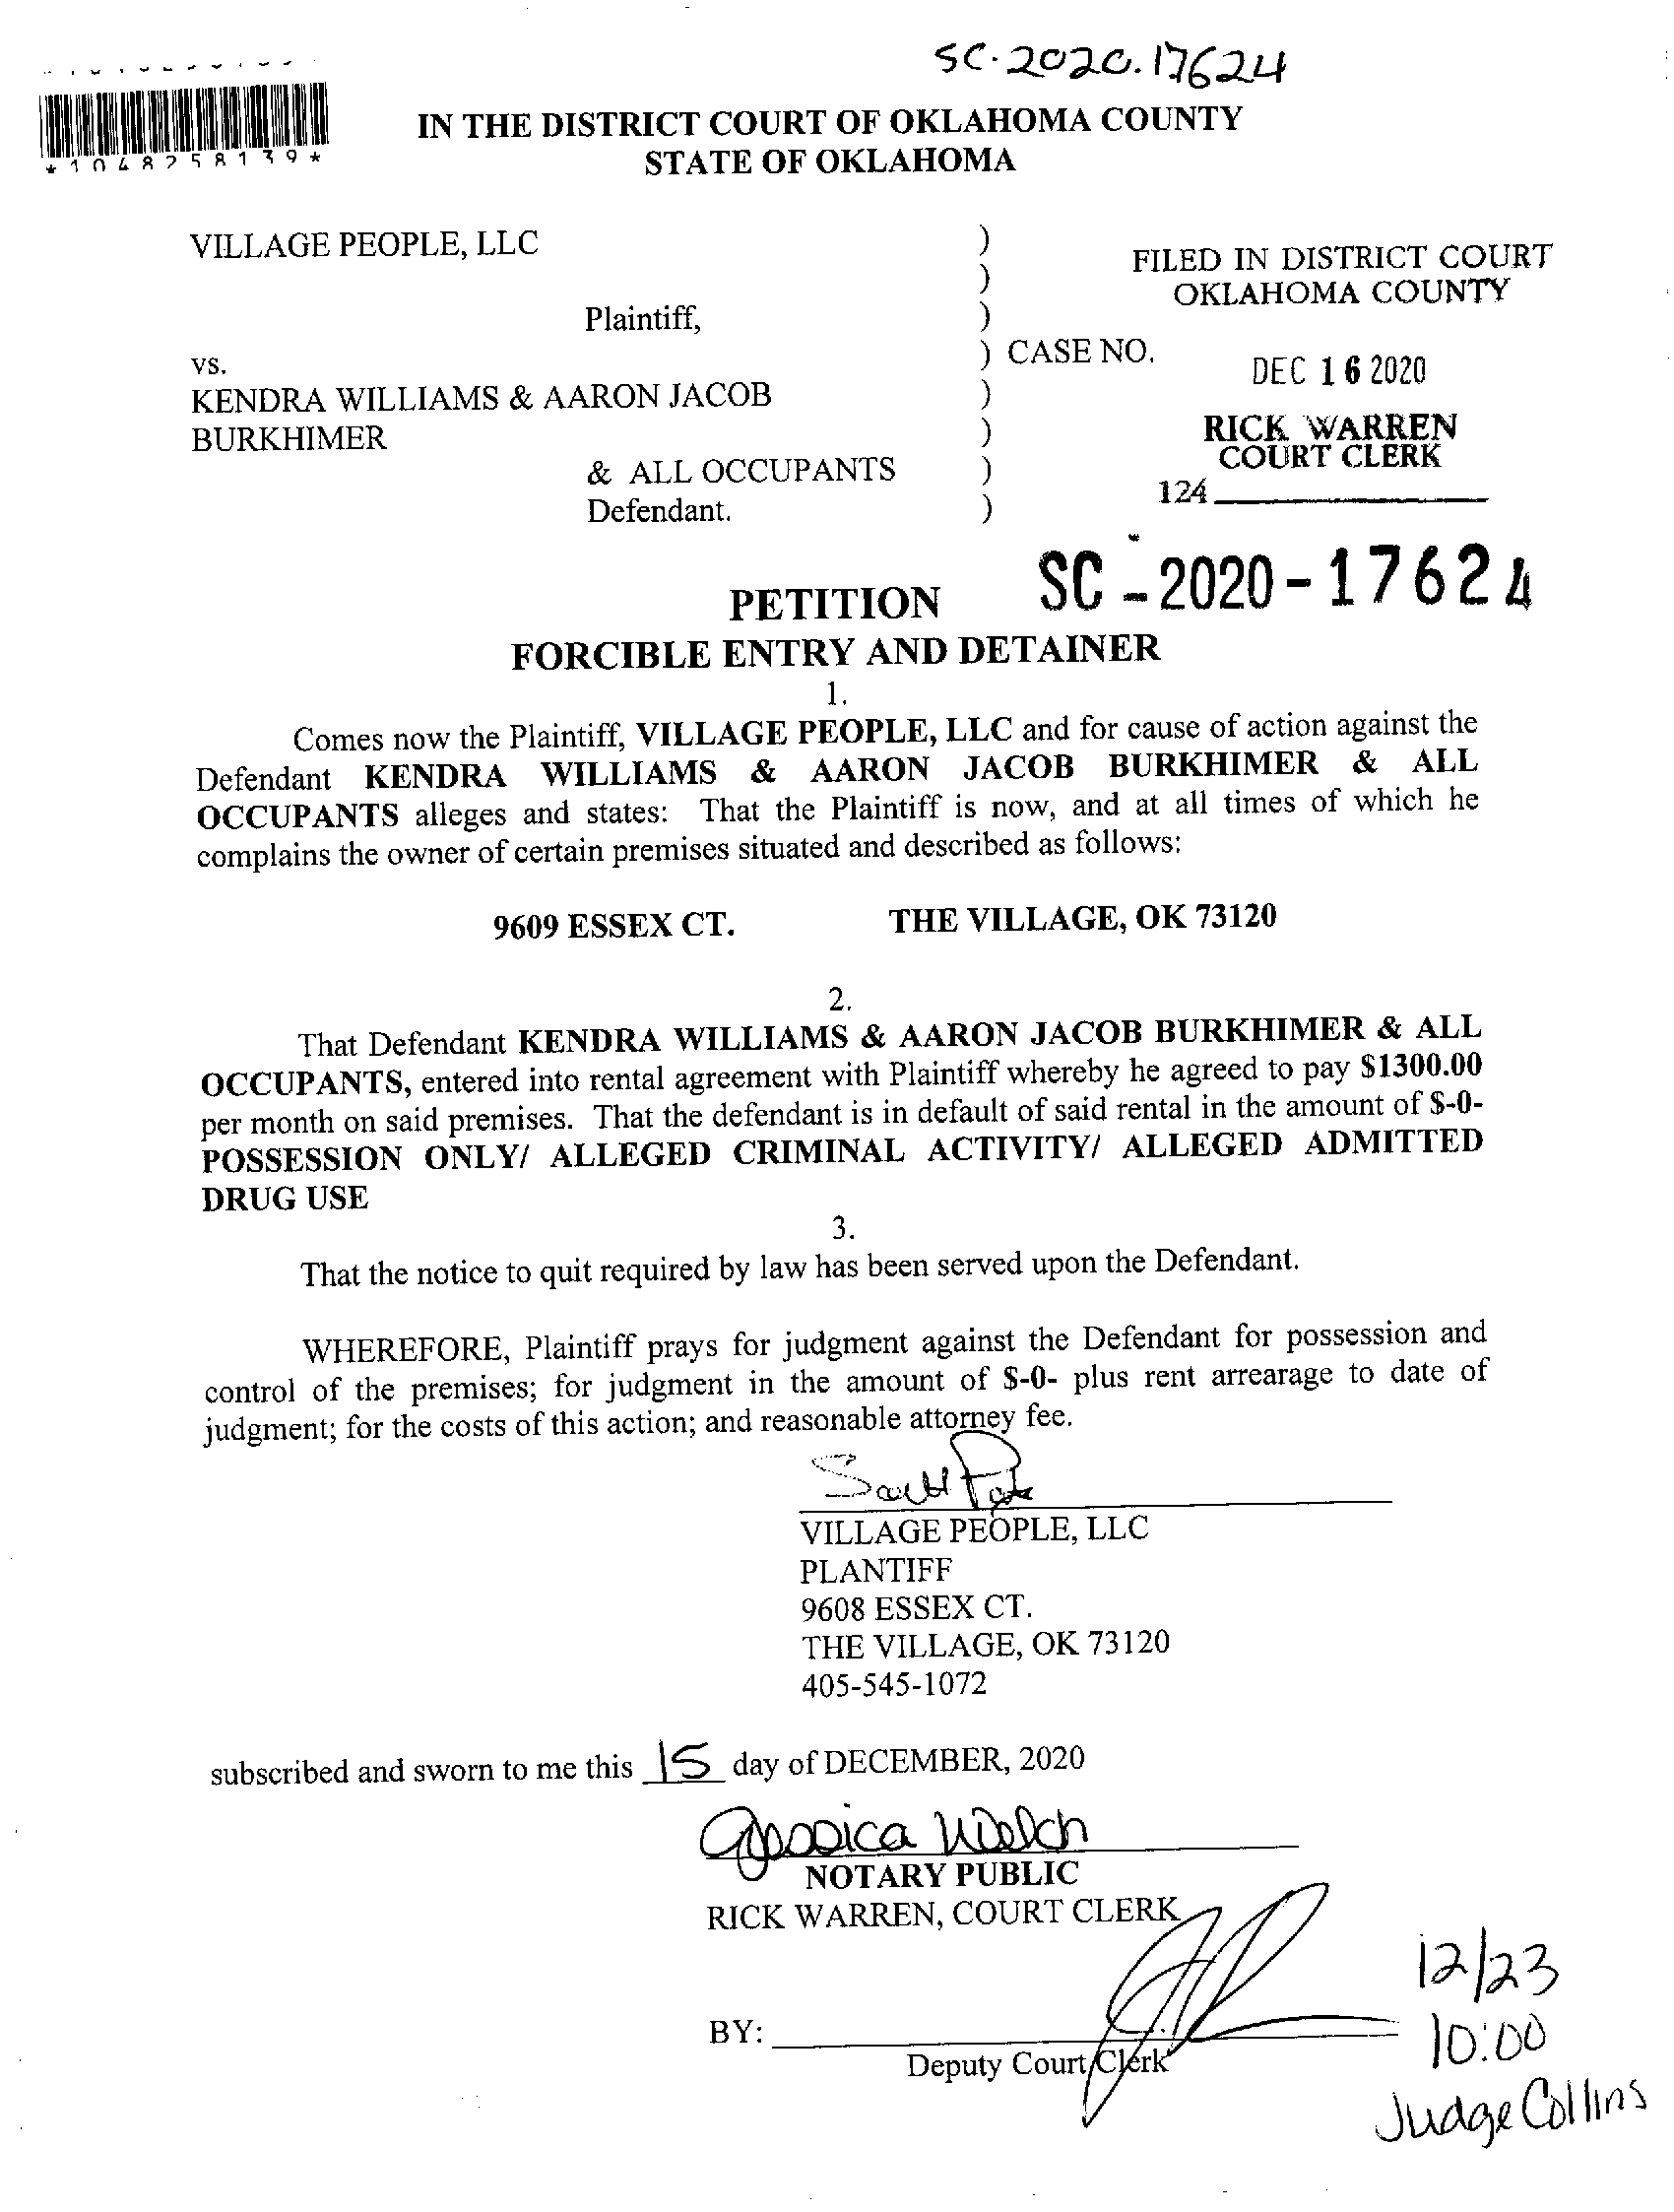 SC-2020-17624
*1048258139*
IN THE DISTRICT COURT OF OKLAHOMA COUNTY
STATE OF OKLAHOMA
VILLAGE PEOPLE, LLC )
)
Plaintiff, )
vs. ) CASE NO.
KENDRA WILLIAMS & AARON JACOB )
BURKHIMER )
& ALL OCCUPANTS )
Defendant. )
FILED IN DISTRICT COURT
OKLAHOMA COUNTY
DEC 16 2020
RICK WARREN
COURT CLERK
124
SC-2020-17624
PETITION
FORCIBLE ENTRY AND DETAINER
1.
Comes now the Plaintiff, VILLAGE PEOPLE, LLC and for cause of action against the
Defendant KENDRA WILLIAMS & AARON JACOB BURKHIMER & ALL
OCCUPANTS alleges and states: That the Plaintiff is now, and at all times of which he
complains the owner of certain premises situated and described as follows:
9609 ESSEX CT. THE VILLAGE, OK 73120
2.
That Defendant KENDRA WILLIAMS & AARON JACOB BURKHIMER & ALL
OCCUPANTS, entered into rental agreement with Plaintiff whereby he agreed to pay $1300.00
per month on said premises. That the defendant is in default of said rental in the amount of $-0-
POSSESSION ONLY/ ALLEGED CRIMINAL ACTIVITY/ ALLEGED ADMITTED
DRUG USE
3.
That the notice to quit required by law has been served upon the Defendant.
WHEREFORE, Plaintiff prays for judgment against the Defendant for possession and
control of the premises; for judgment in the amount of $-0- plus rent arrearage to date of
judgment; for the costs of this action; and reasonable attorney fee.
VILLAGE PEOPLE, LLC
PLANTIFF
9608 ESSEX CT.
THE VILLAGE, OK 73120
405-545-1072
subscribed and sworn to me this 15 day of DECEMBER, 2020
Jessica Welch
NOTARY PUBLIC
RICK WARREN, COURT CLERK
BY:
Deputy Court Clerk
12/23
10:00
Judge Collins